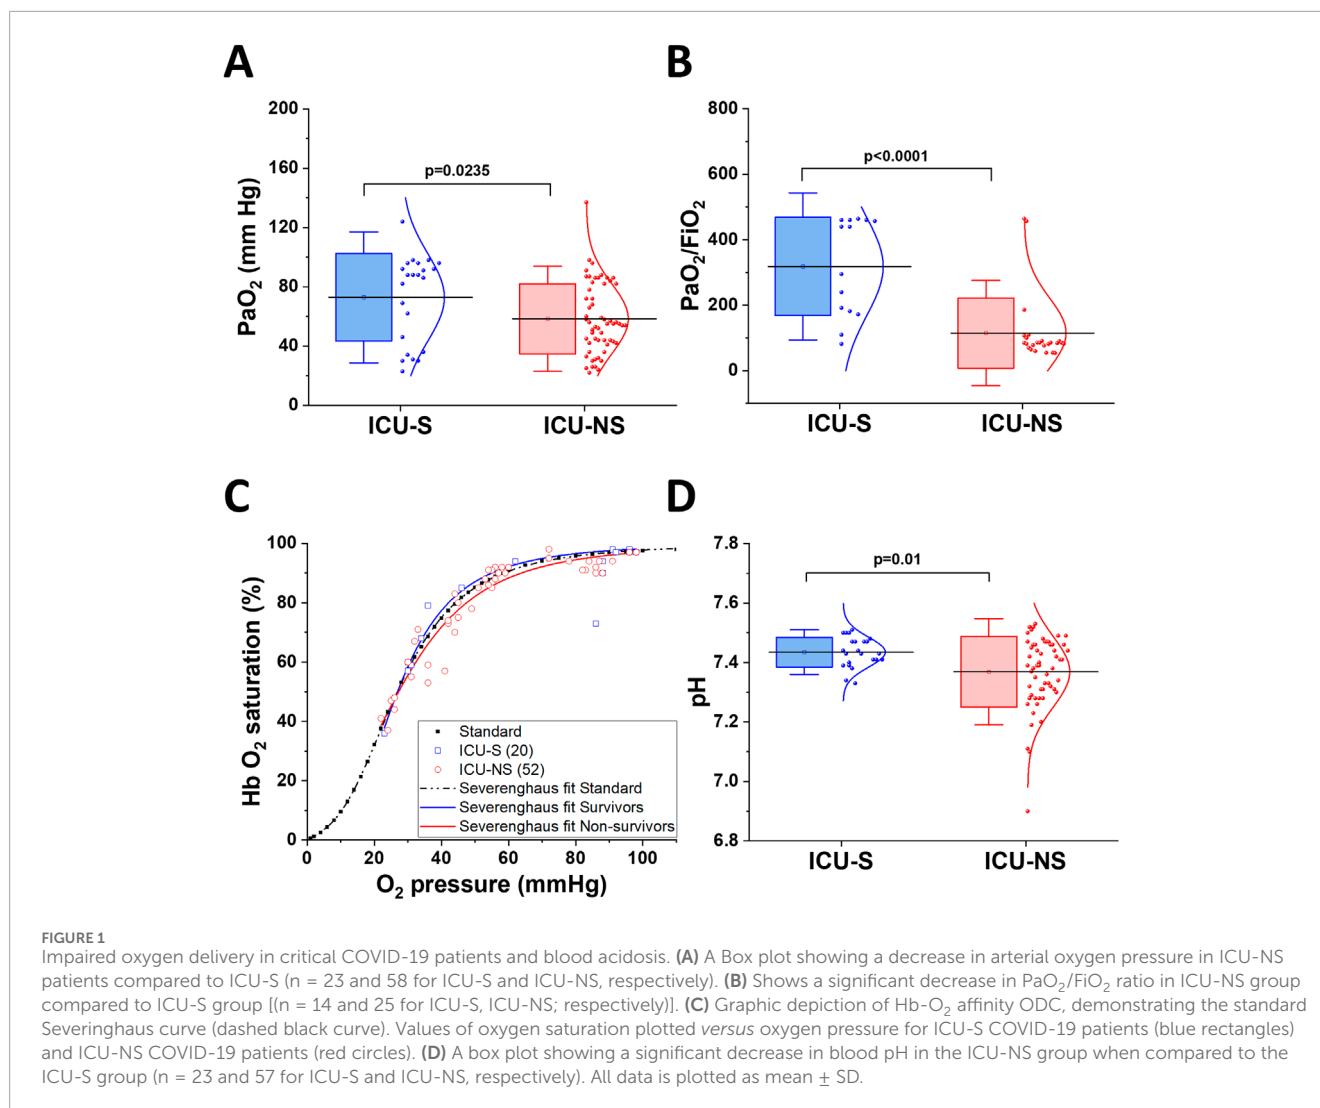 A
B
200
160
120
80
40
0
PaO2 (mm Hg)
p=0.0235
ICU-S
ICU-NS
800
600
400
200
0
PaO2/FiO2
p<0.0001
ICU-S
ICU-NS
C
D
100
80
60
40
20
0
Hb O2 saturation (%)
Standard
ICU-S (20)
ICU-NS (52)
Severenghaus fit Standard
Severenghaus fit Survivors
Severenghaus fit Non-survivors
0
20
40
60
80
100
O2 pressure (mmHg)
7.8
7.6
7.4
7.2
7.0
6.8
pH
p=0.01
ICU-S
ICU-NS
FIGURE 1
Impaired oxygen delivery in critical COVID-19 patients and blood acidosis. (A) A Box plot showing a decrease in arterial oxygen pressure in ICU-NS
patients compared to ICU-S (n = 23 and 58 for ICU-S and ICU-NS, respectively). (B) Shows a significant decrease in PaO2/FiO2 ratio in ICU-NS group
compared to ICU-S group [(n = 14 and 25 for ICU-S, ICU-NS; respectively)]. (C) Graphic depiction of Hb-O2 affinity ODC, demonstrating the standard
Severinghaus curve (dashed black curve). Values of oxygen saturation plotted versus oxygen pressure for ICU-S COVID-19 patients (blue rectangles)
and ICU-NS COVID-19 patients (red circles). (D) A box plot showing a significant decrease in blood pH in the ICU-NS group when compared to the
ICU-S group (n = 23 and 57 for ICU-S and ICU-NS, respectively). All data is plotted as mean ± SD.